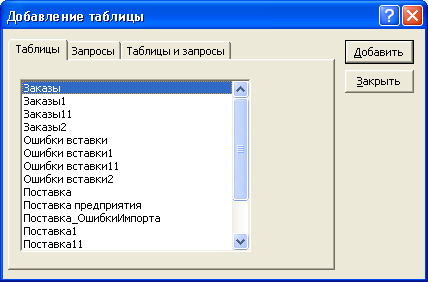 Добавление таблицы
Таблицы Запросы Таблицы и запросы
Добавить
Закрыть
Заказы
Заказы1
Заказы11
Заказы2
Ошибки вставки
Ошибки вставки1
Ошибки вставки11
Ошибки вставки2
Поставка
Поставка предприятия
Поставка_ОшибкиИмпорта
Поставка1
Поставка11